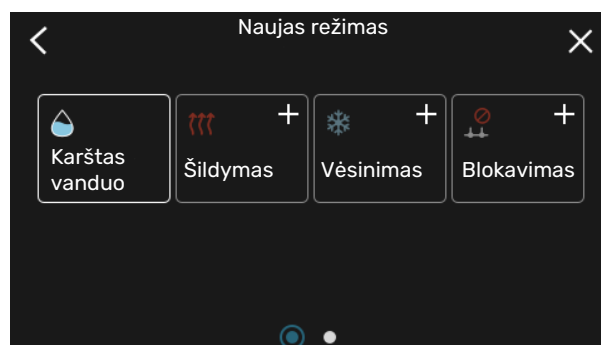 Naujas režimas
Karštas
vanduo
Šildymas
Vėsinimas
Blokavimas